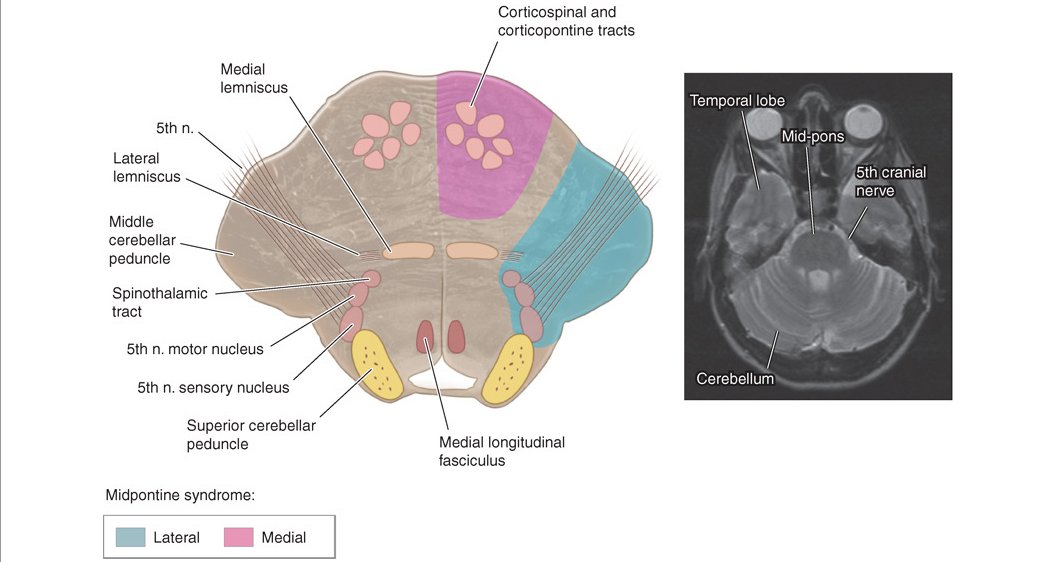 Corticospinal and
corticopontine tracts
Medial
lemniscus
5th n.
Lateral
lemniscus
Middle
cerebellar
peduncle
Spinothalamic
tract
5th n. motor nucleus
5th n. sensory nucleus
Superior cerebellar
peduncle
Medial longitudinal
fasciculus
Temporal lobe
Mid-pons
5th cranial
nerve
Cerebellum
Midpontine syndrome:
Lateral Medial